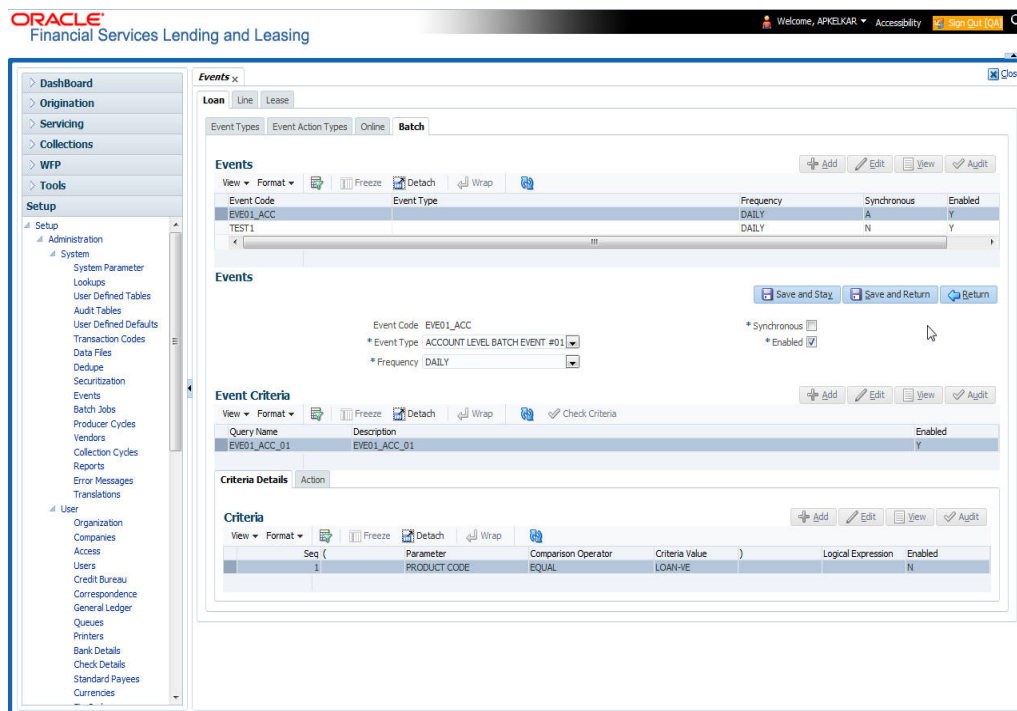 ORACLE®
Financial Services Lending and Leasing
Welcome, APKELKAR Accessibility Sign Out (QA)
DashBoard
Origination
Servicing
Collections
WFP
Tools
Setup
Setup
Administration
System
System Parameter
Lookups
User Defined Tables
Audit Tables
User Defined Defaults
Transaction Codes
Data Files
Dedupe
Securitization
Events
Batch Jobs
Producer Cycles
Vendors
Collection Cycles
Reports
Error Messages
Translations
User
Organization
Companies
Access
Users
Credit Bureau
Correspondence
General Ledger
Queues
Printers
Bank Details
Check Details
Standard Payees
Currencies
Events x Clos
Loan Line Lease
Event Types Event Action Types Online Batch
Events Add Edit View Audit
View Format Freeze Detach Wrap
Event Code Event Type Frequency Synchronous Enabled
EVE01_ACC DAILY A Y
TEST1 DAILY N Y
Events
Save and Stay Save and Return Return
Event Code EVE01_ACC * Synchronous
* Event Type ACCOUNT LEVEL BATCH EVENT #01 * Enabled
* Frequency DAILY
Event Criteria Add Edit View Audit
View Format Freeze Detach Wrap Check Criteria
Query Name Description Enabled
EVE01_ACC_01 EVE01_ACC_01 Y
Criteria Details Action
Criteria Add Edit View Audit
View Format Freeze Detach Wrap
Seq ( Parameter Comparison Operator Criteria Value ) Logical Expression Enabled
1 PRODUCT CODE EQUAL LOAN-VE N